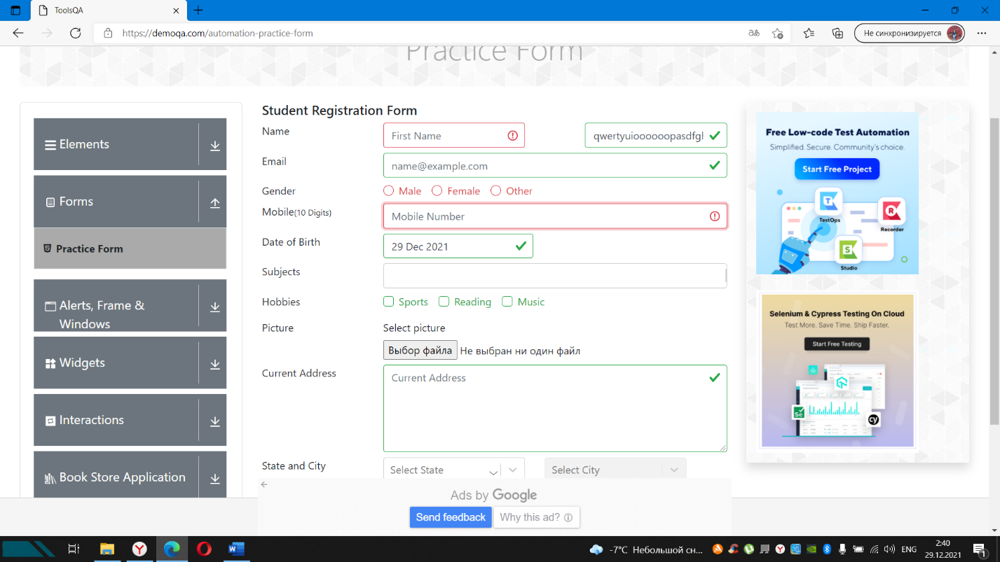 ToolsQA
https://demoqa.com/automation-practice-form
Не синхронизируется
Practice Form
Elements
Forms
Practice Form
Alerts, Frame &
Windows
Widgets
Interactions
Book Store Application
Student Registration Form
Name
First Name
qwertyuioooooopasdfgl
Email
name@example.com
Gender
Male
Female
Other
Mobile(10 Digits)
Mobile Number
Date of Birth
29 Dec 2021
Subjects
Hobbies
Sports
Reading
Music
Picture
Select picture
Выбор файла Не выбран ни один файл
Current Address
Current Address
State and City
Select State
Select City
Ads by Google
Send feedback
Why this ad?
Free Low-code Test Automation
Simplified. Secure. Community's choice.
Start Free Project
TestOps
Recorder
Studio
Selenium & Cypress Testing On Cloud
Test More. Save Time. Ship Faster.
Start Free Testing
Se
cy
-7°C Небольшой сн...
ENG
2:40
29.12.2021
1